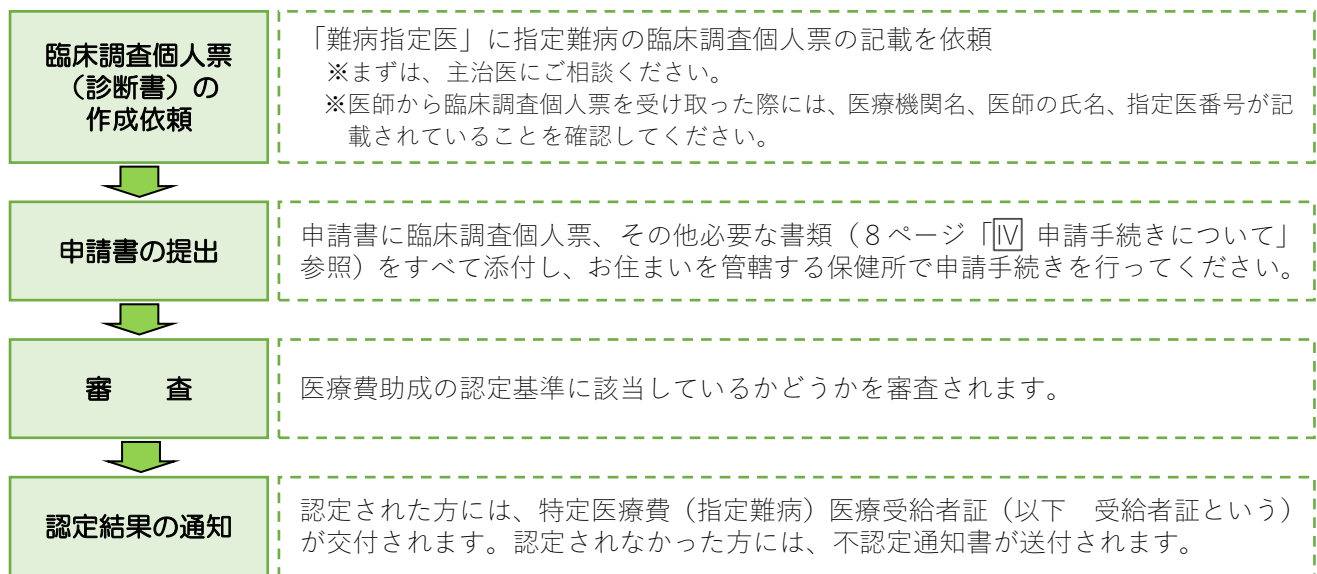 臨床調査個人票
（診断書）の
作成依頼
「難病指定医」に指定難病の臨床調査個人票の記載を依頼
※まずは、主治医にご相談ください。
※医師から臨床調査個人票を受け取った際には、医療機関名、医師の氏名、指定医番号が記
載されていることを確認してください。
申請書の提出
申請書に臨床調査個人票、その他必要な書類（８ページ「Ⅳ 申請手続きについて」
参照）をすべて添付し、お住まいを管轄する保健所で申請手続きを行ってください。
審　　査
医療費助成の認定基準に該当しているかどうかを審査されます。
認定結果の通知
認定された方には、特定医療費（指定難病）医療受給者証（以下　受給者証という）
が交付されます。認定されなかった方には、不認定通知書が送付されます。